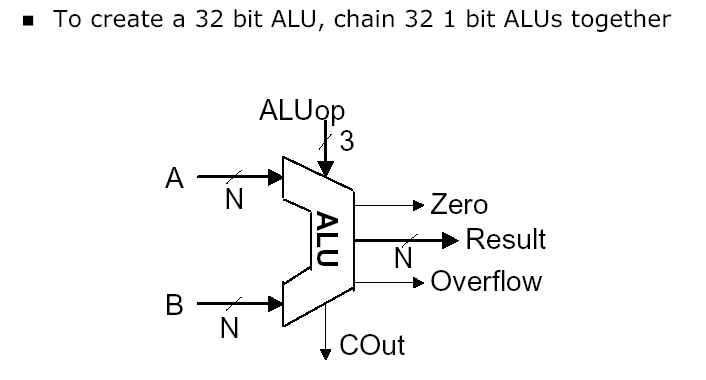 ▪ To create a 32 bit ALU, chain 32 1 bit ALUs together
ALUop
3
A
N
Zero
ALU
Result
N
Overflow
B
N
COut